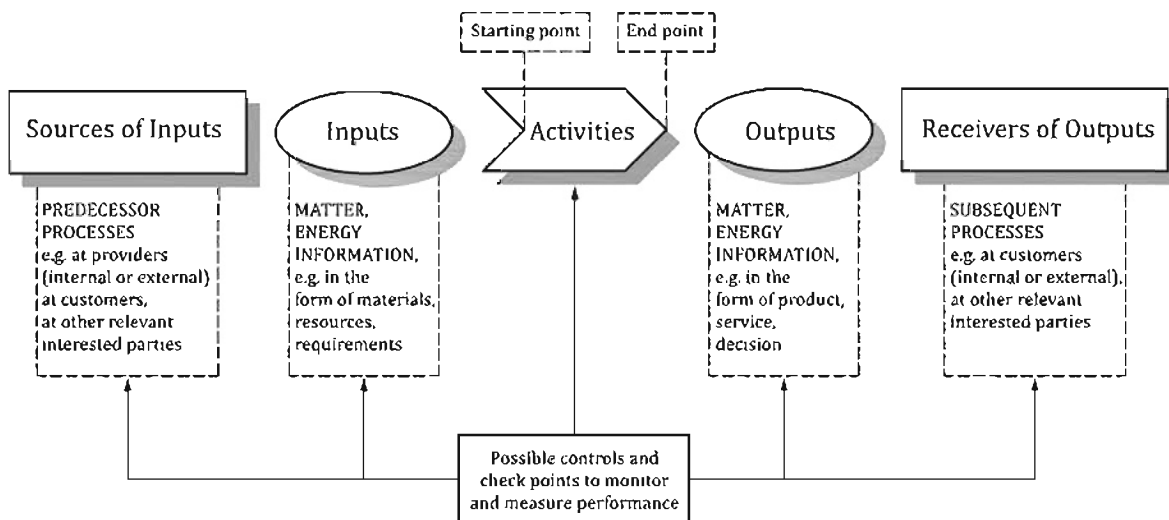 Starting point
End point
Sources of Inputs
Inputs
Activities
Outputs
Receivers of Outputs
PREDECESSOR
PROCESSES
e.g. at providers
(internal or external)
at customers,
at other relevant
interested parties
MATTER,
ENERGY
INFORMATION,
e.g. in the
form of materials,
resources,
requirements
MATTER,
ENERGY
INFORMATION,
e.g. in the
form of product,
service,
decision
SUBSEQUENT
PROCESSES
e.g. at customers
(internal or external),
at other relevant
interested parties
Possible controls and
check points to monitor
and measure performance